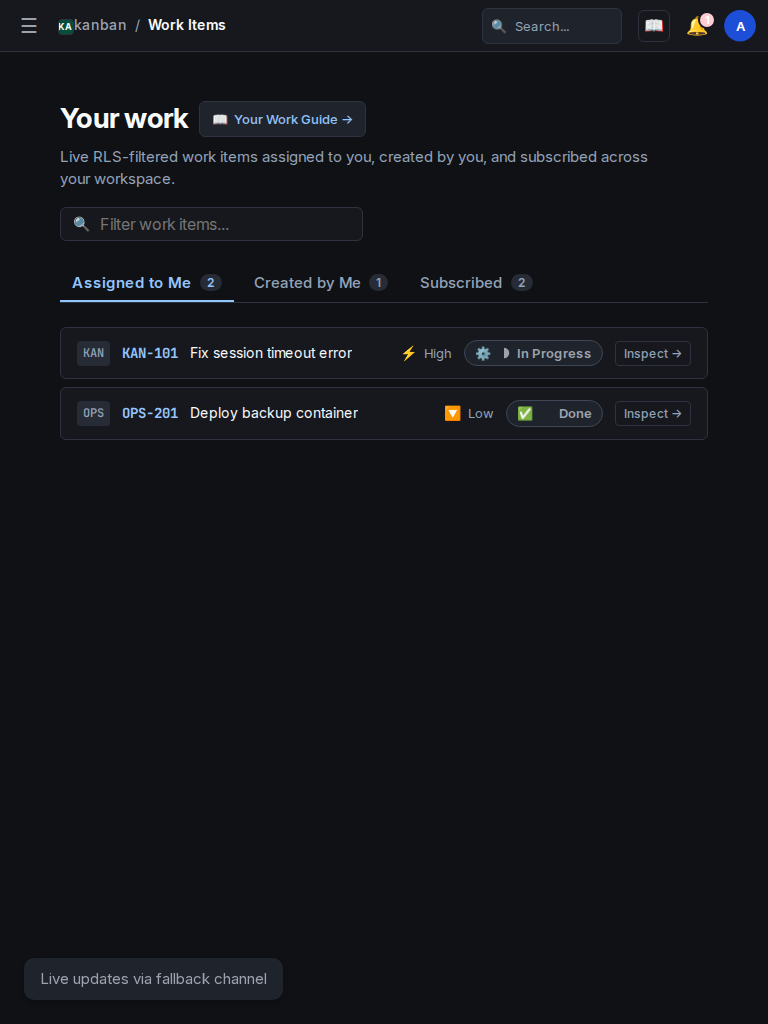 KA kanban / Work Items
Search...
1
A
Your work
Your Work Guide →
Live RLS-filtered work items assigned to you, created by you, and subscribed across
your workspace.
Filter work items...
Assigned to Me 2
Created by Me 1
Subscribed 2
KAN KAN-101 Fix session timeout error High In Progress Inspect →
OPS OPS-201 Deploy backup container Low Done Inspect →
Live updates via fallback channel